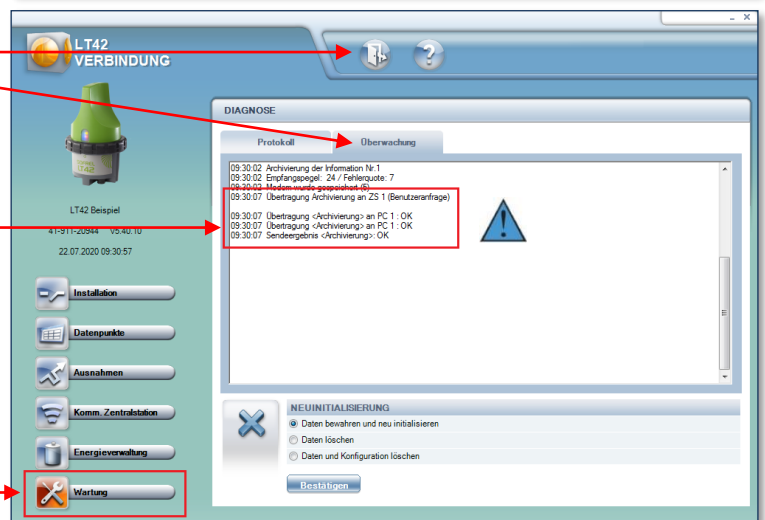 LT42
VERBINDUNG
?
LT42
LT42 Beispiel
41-911-20944 v5.40.10
22.07.2020 09:30:57
Installation
Datenpunkte
Ausnahmen
Komm. Zentralstation
Energieverwaltung
Wartung
DIAGNOSE
Protokoll Überwachung
09:30:02 Archivierung der Information Nr.1
09:30:02 Empfangspegel: 24 / Fehlerquote: 7
09:30:02 Modem wurde gespeichert (5)
09:30:07 Übertragung Archivierung an ZS 1 (Benutzeranfrage)
09:30:07 Übertragung <Archivierung> an PC 1 : OK
09:30:07 Übertragung <Archivierung> an PC 1 : OK
09:30:07 Sendeergebnis <Archivierung>: OK
NEUINITIALISIERUNG
Daten bewahren und neu initialisieren
Daten löschen
Daten und Konfiguration löschen
Bestätigen